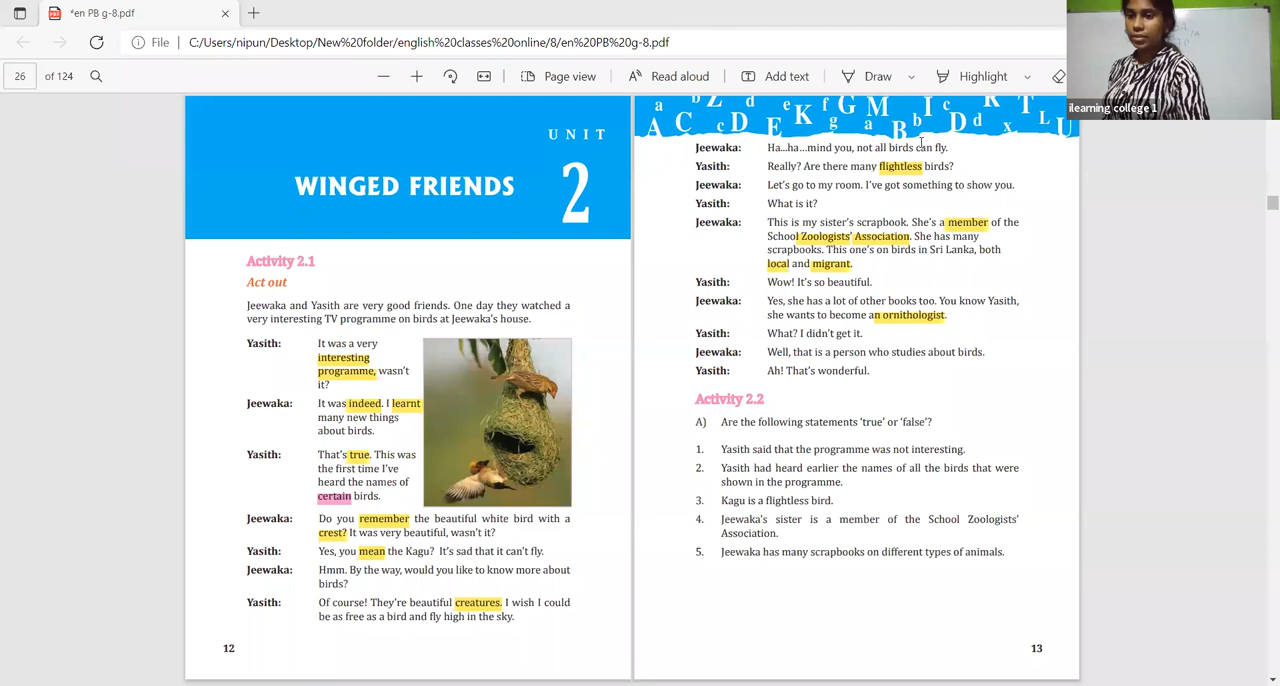 *en PB g-8.pdf
File C:/Users/nipun/Desktop/New%20folder/english%20classes%20online/8/en%20PB%20g-8.pdf
26 of 124 Page view Read aloud Add text Draw Highlight
ilearning college 1
UNIT
WINGED FRIENDS 2
Activity 2.1
Act out
Jeewaka and Yasith are very good friends. One day they watched a
very interesting TV programme on birds at Jeewaka's house.
Yasith: It was a very
interesting
programme, wasn't
it?
Jeewaka: It was indeed. I learnt
many new things
about birds.
Yasith: That's true. This was
the first time I've
heard the names of
certain birds.
Jeewaka: Do you remember the beautiful white bird with a
crest? It was very beautiful, wasn't it?
Yasith: Yes, you mean the Kagu? It's sad that it can't fly.
Jeewaka: Hmm. By the way, would you like to know more about
birds?
Yasith: Of course! They're beautiful creatures. I wish I could
be as free as a bird and fly high in the sky.
12
a b Z d e K f G M I c R T
A C c D E g a B b D d x L U
Jeewaka: Ha...ha...mind you, not all birds can fly.
Yasith: Really? Are there many flightless birds?
Jeewaka: Let's go to my room. I've got something to show you.
Yasith: What is it?
Jeewaka: This is my sister's scrapbook. She's a member of the
School Zoologists' Association. She has many
scrapbooks. This one's on birds in Sri Lanka, both
local and migrant.
Yasith: Wow! It's so beautiful.
Jeewaka: Yes, she has a lot of other books too. You know Yasith,
she wants to become an ornithologist.
Yasith: What? I didn't get it.
Jeewaka: Well, that is a person who studies about birds.
Yasith: Ah! That's wonderful.
Activity 2.2
A) Are the following statements 'true' or 'false'?
1. Yasith said that the programme was not interesting.
2. Yasith had heard earlier the names of all the birds that were
shown in the programme.
3. Kagu is a flightless bird.
4. Jeewaka's sister is a member of the School Zoologists'
Association.
5. Jeewaka has many scrapbooks on different types of animals.
13